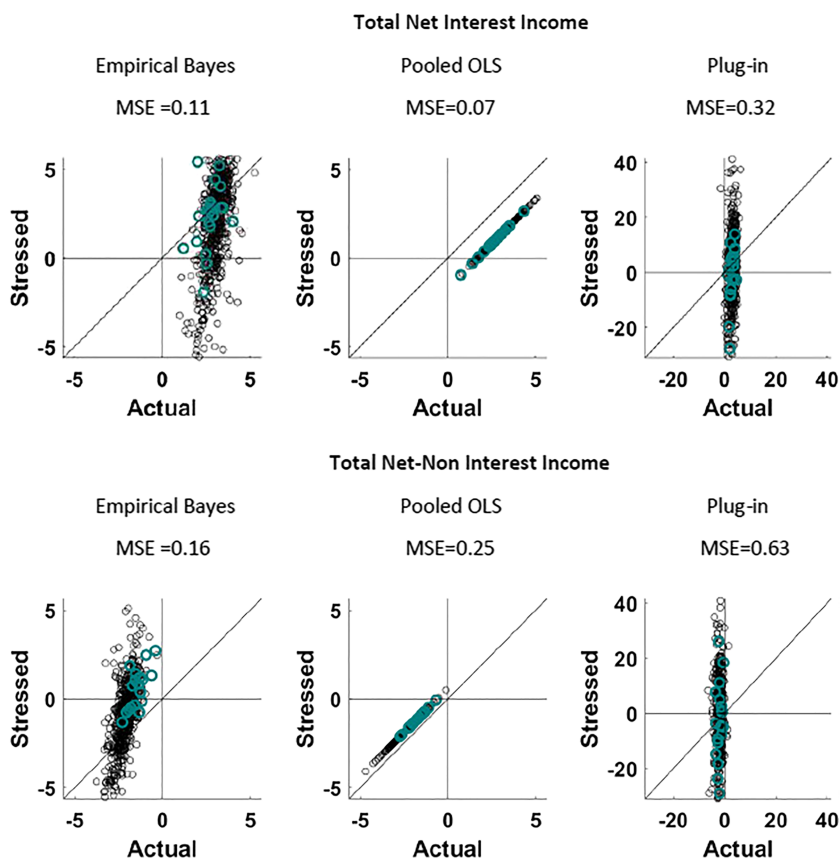 Total Net Interest Income
Empirical Bayes
Pooled OLS
Plug-in
MSE =0.11
MSE=0.07
MSE=0.32
5
0
-5
Stressed
-5
0
5
Actual
5
0
-5
Stressed
-5
0
5
Actual
40
20
0
-20
Stressed
-20
0
20
40
Actual
Total Net-Non Interest Income
Empirical Bayes
Pooled OLS
Plug-in
MSE =0.16
MSE=0.25
MSE=0.63
5
0
-5
Stressed
-5
0
5
Actual
5
0
-5
Stressed
-5
0
5
Actual
40
20
0
-20
Stressed
-20
0
20
40
Actual